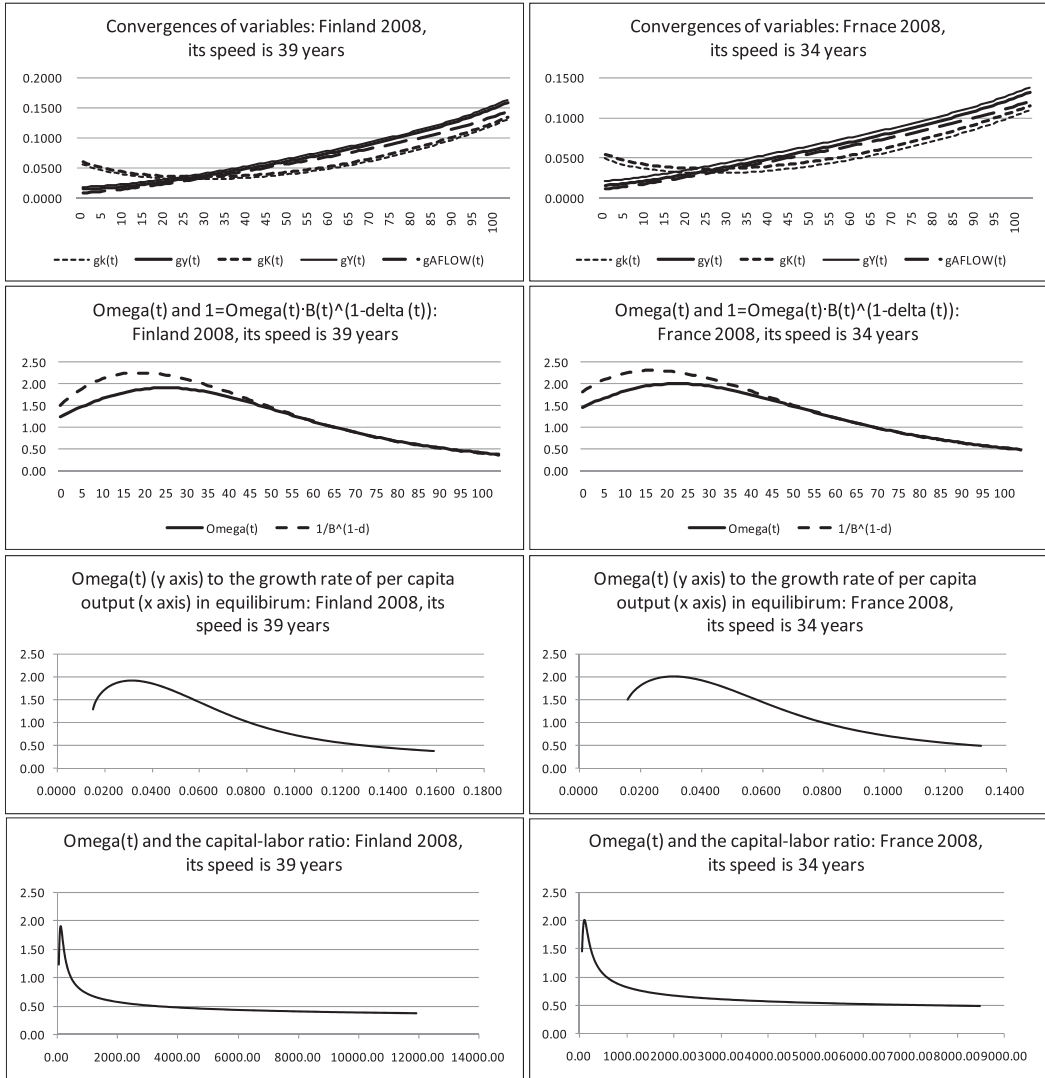 Convergences of variables: Finland 2008,
its speed is 39 years
0.2000
0.1500
0.1000
0.0500
0.0000
0 5 10 15 20 25 30 35 40 45 50 55 60 65 70 75 80 85 90 95 100
gk(t) gy(t) gK(t) gY(t) gAFLOW(t)
Convergences of variables: Frnace 2008,
its speed is 34 years
0.1500
0.1000
0.0500
0.0000
0 5 10 15 20 25 30 35 40 45 50 55 60 65 70 75 80 85 90 95 100
gk(t) gy(t) gK(t) gY(t) gAFLOW(t)
Omega(t) and 1=Omega(t)·B(t)^(1-delta (t)):
Finland 2008, its speed is 39 years
2.50
2.00
1.50
1.00
0.50
0.00
0 5 10 15 20 25 30 35 40 45 50 55 60 65 70 75 80 85 90 95 100
Omega(t) 1/B^(1-d)
Omega(t) and 1=Omega(t)·B(t)^(1-delta (t)):
France 2008, its speed is 34 years
2.50
2.00
1.50
1.00
0.50
0.00
0 5 10 15 20 25 30 35 40 45 50 55 60 65 70 75 80 85 90 95 100
Omega(t) 1/B^(1-d)
Omega(t) (y axis) to the growth rate of per capita
output (x axis) in equilibirum: Finland 2008, its
speed is 39 years
2.50
2.00
1.50
1.00
0.50
0.00
0.0000 0.0200 0.0400 0.0600 0.0800 0.1000 0.1200 0.1400 0.1600 0.1800
Omega(t) (y axis) to the growth rate of per capita
output (x axis) in equilibirum: France 2008,
its speed is 34 years
2.50
2.00
1.50
1.00
0.50
0.00
0.0000 0.0200 0.0400 0.0600 0.0800 0.1000 0.1200 0.1400
Omega(t) and the capital-labor ratio: Finland 2008,
its speed is 39 years
2.50
2.00
1.50
1.00
0.50
0.00
0.00 2000.00 4000.00 6000.00 8000.00 10000.00 12000.00 14000.00
Omega(t) and the capital-labor ratio: France 2008,
its speed is 34 years
2.50
2.00
1.50
1.00
0.50
0.00
0.00 1000.00 2000.00 3000.00 4000.00 5000.00 6000.00 7000.00 8000.00 9000.00